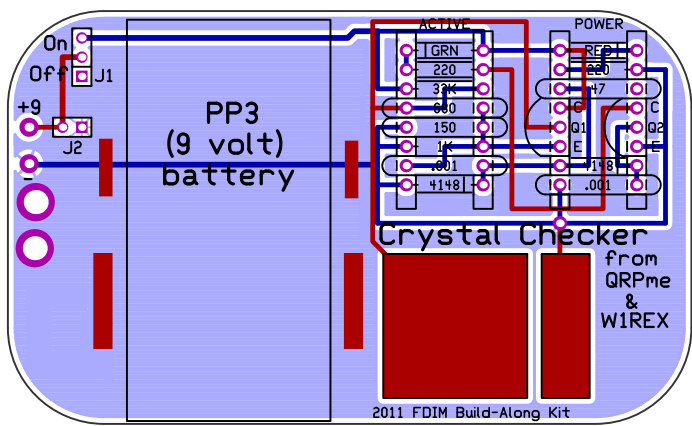 ACTIVE
POWER
On
Off
J1
+9
J2
-
PP3
(9 volt)
battery
GRN
220
33K
680
150
1K
.001
4148
RED
220
47
C
C
Q1
Q2
E
E
4148
.001
Crystal Checker
from
QRPme
&
W1REX
2011 FDIM Build-Along Kit